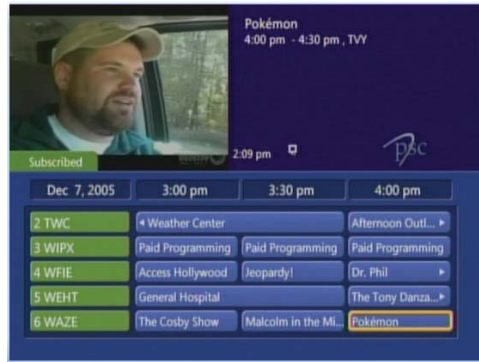 Pokémon
4:00 pm - 4:30 pm , TVY
Subscribed
2:09 pm
psc
Dec 7, 2005 3:00 pm 3:30 pm 4:00 pm
2 TWC Weather Center Afternoon Outl...
3 WIPX Paid Programming Paid Programming Paid Programming
4 WFIE Access Hollywood Jeopardy! Dr. Phil
5 WEHT General Hospital The Tony Danza...
6 WAZE The Cosby Show Malcolm in the Mi... Pokémon